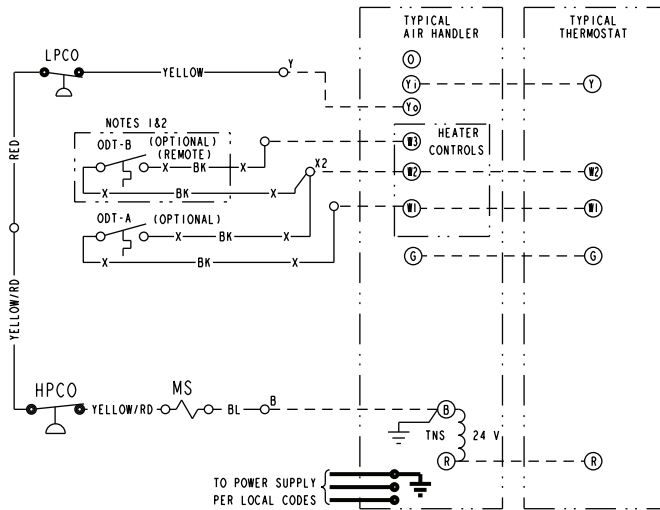 TYPICAL
AIR HANDLER
TYPICAL
THERMOSTAT
LPCO
YELLOW
Y
O
Yi
Y
Yo
NOTES 1&2
ODT-B (OPTIONAL)
(REMOTE)
X BK X
X BK X
X2
W3 HEATER
CONTROLS
W2
W2
W1
W1
RED
ODT-A (OPTIONAL)
X BK X
X BK X
G
G
YELLOW/RD
HPCO
YELLOW/RD
MS
BL
B
B
TNS 24 V
R
R
TO POWER SUPPLY
PER LOCAL CODES